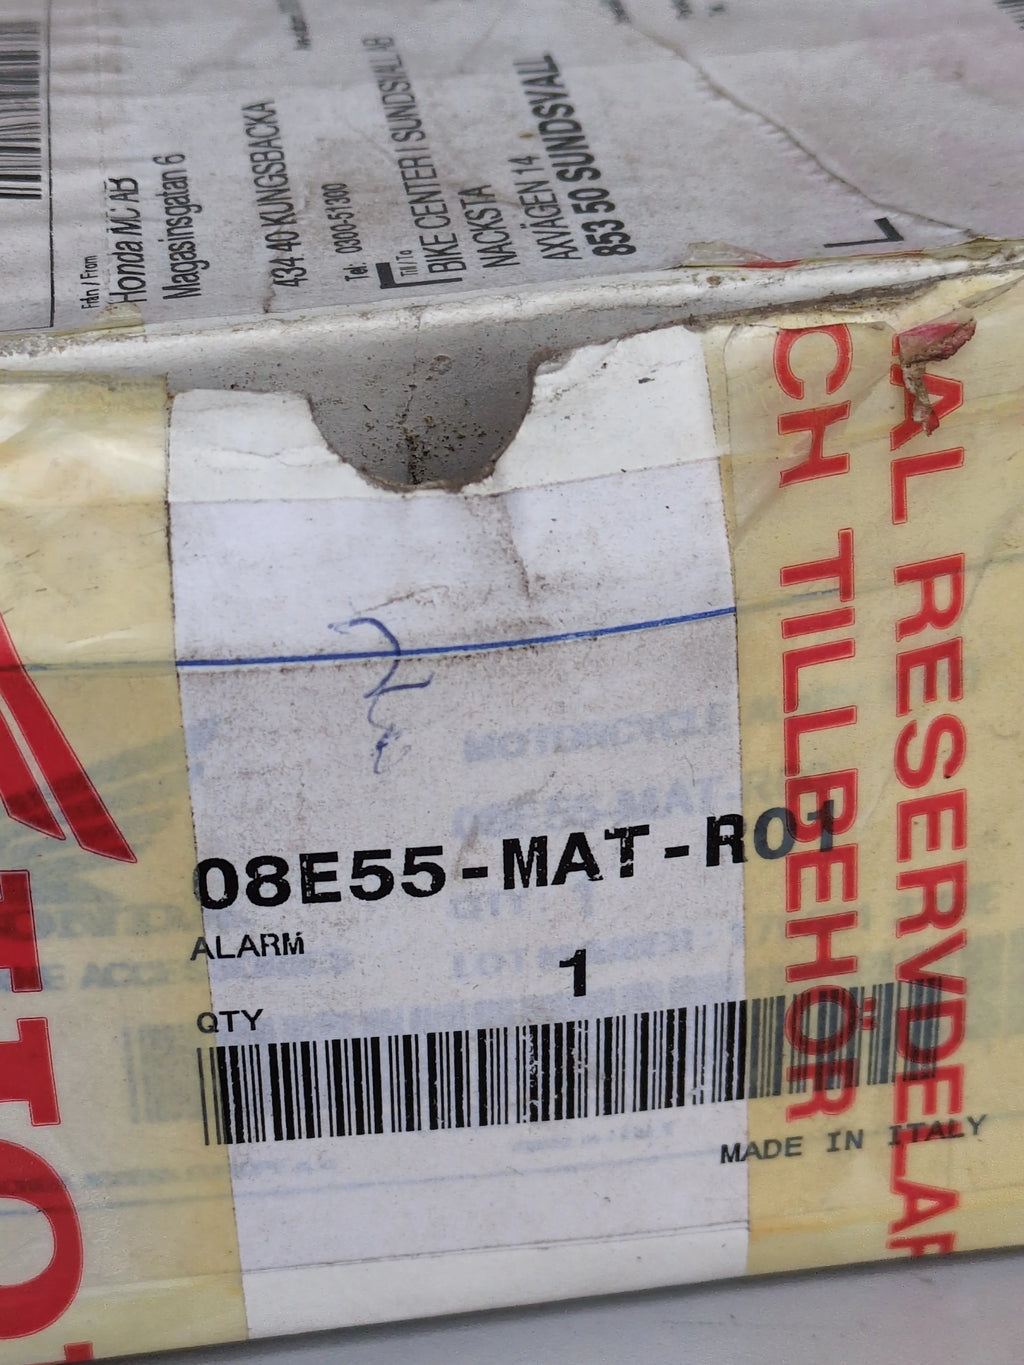 Från / From
Honda MC AB
Magasinsgatan 6
434 40 KUNGSBACKA
Tel: 0300-51300
Till / To
BIKE CENTER I SUNDSVALL AB
NACKSTA
AXVÄGEN 14
853 50 SUNDSVALL
CH TILLBEHÖR
AL RESERVDELAR
08E55-MAT-R01
ALARM
QTY 1
MADE IN ITALY